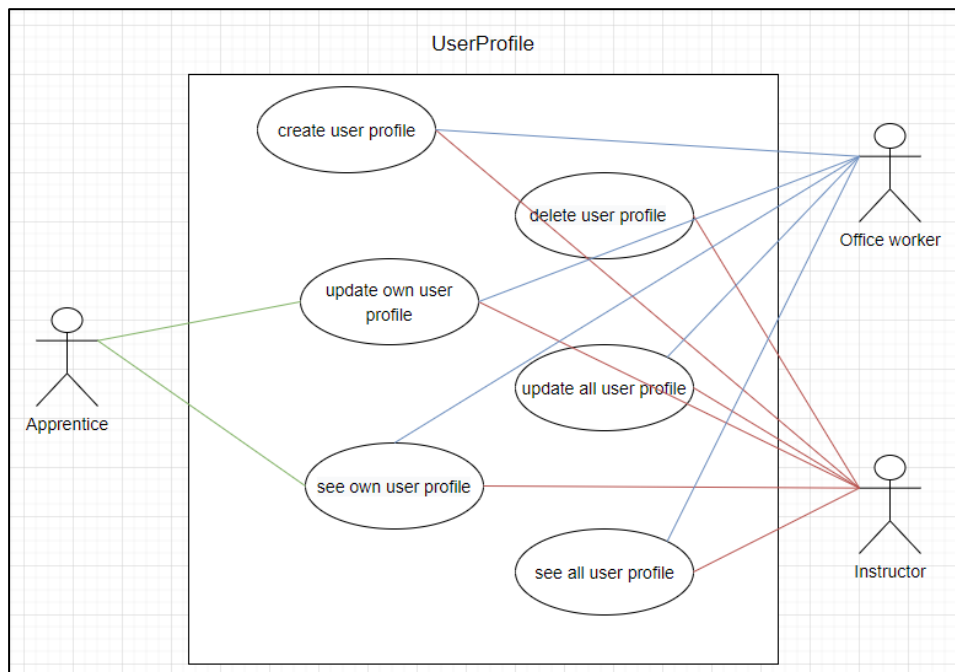 UserProfile
create user profile
delete user profile
Office worker
update own user
profile
update all user profile
Apprentice
see own user profile
see all user profile
Instructor